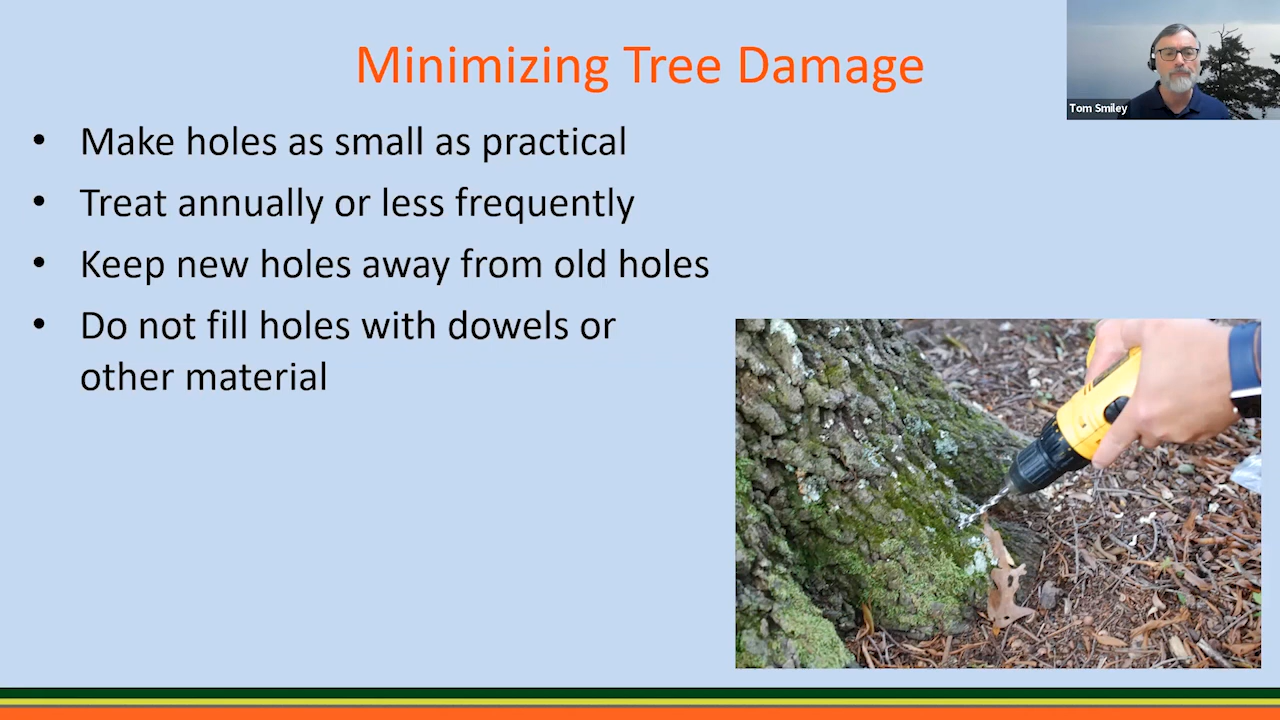 Minimizing Tree Damage
Tom Smiley
• Make holes as small as practical
• Treat annually or less frequently
• Keep new holes away from old holes
• Do not fill holes with dowels or
other material